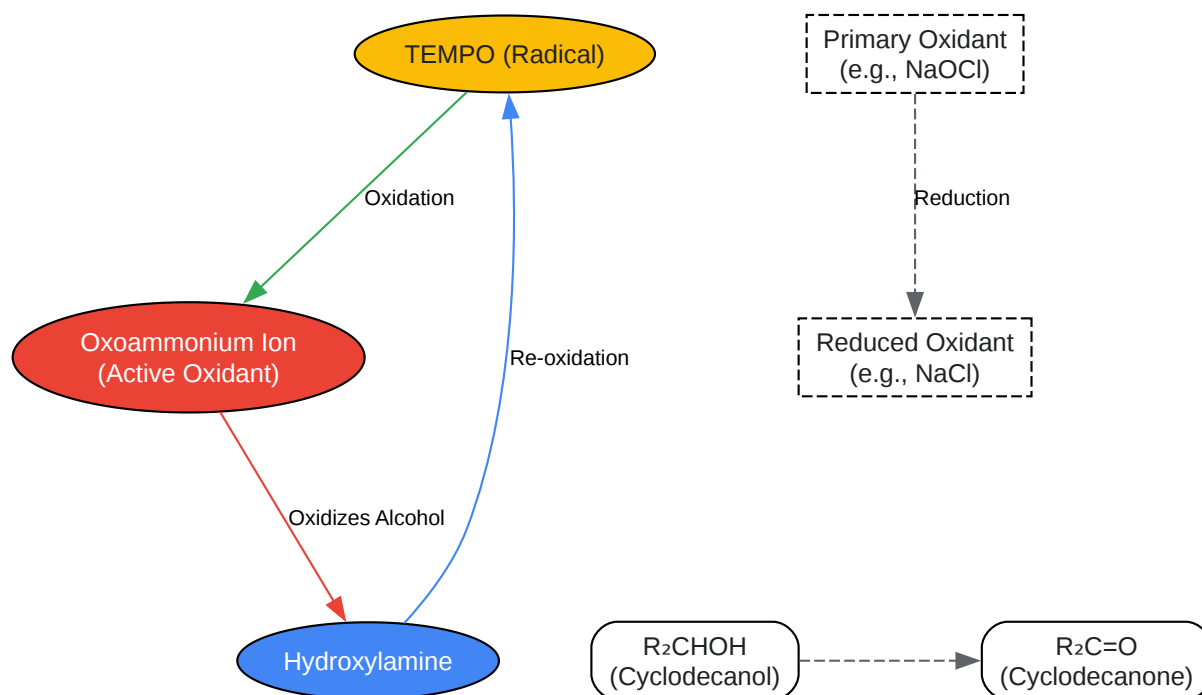 TEMPO (Radical)
Primary Oxidant
(e.g., NaOCl)
Oxidation
Reduction
Oxoammonium Ion
(Active Oxidant)
Re-oxidation
Reduced Oxidant
(e.g., NaCl)
Oxidizes Alcohol
Hydroxylamine
R₂CHOH
(Cyclodecanol)
R₂C=O
(Cyclodecanone)